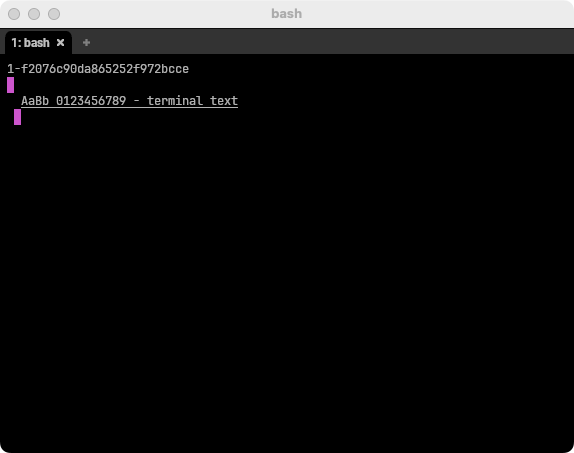 bash
1: bash × +
1-f2076c90da865252f972bcce
AaBb 0123456789 - terminal text